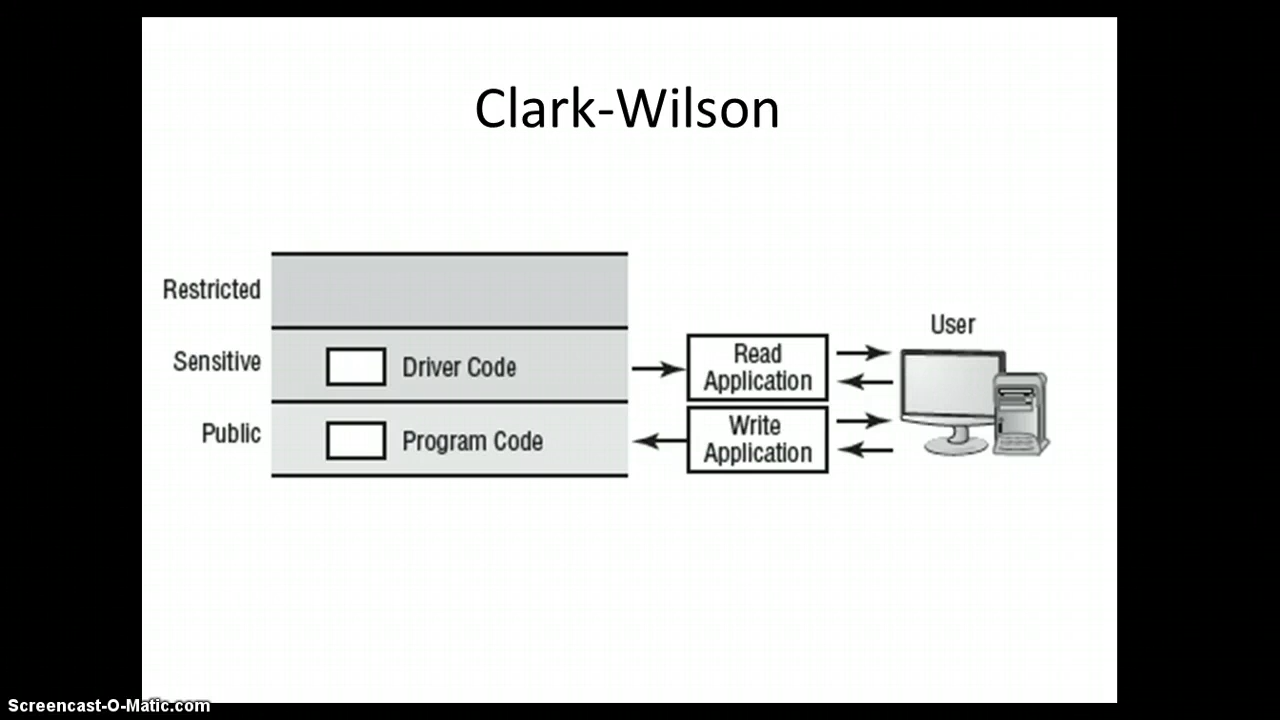 Clark-Wilson
Restricted
Sensitive
Driver Code
Public
Program Code
Read
Application
Write
Application
User
Screencast-O-Matic.com